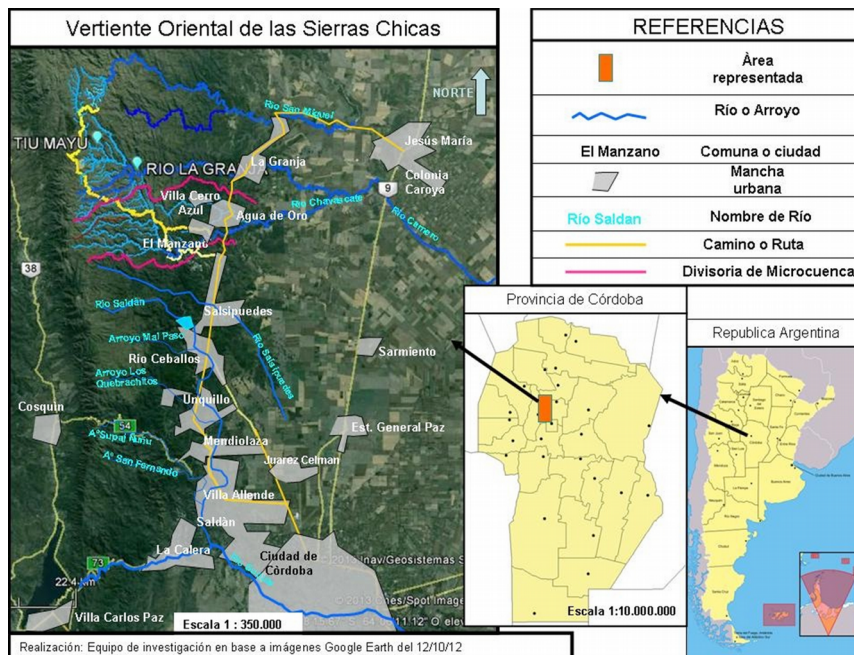 Vertiente Oriental de las Sierras Chicas
NORTE
Río San Miguel
TIU MAYU
Jesús María
RIO LA GRANJA
La Granja
Colonia
Caroya
9
Villa Cerro
Azul
Río Chavascate
Agua de Oro
Río Carnero
El Manzano
38
Río Saldán
Salsipuedes
Arroyo Mal Paso
Río Salsipuedes
Sarmiento
Río Ceballos
Arroyo Los
Quebrachitos
Unquillo
Cosquin
54
Est. General Paz
Mendiolaza
Aº San Fernando
Juarez Celman
Villa Allende
Saldàn
La Calera
Ciudad de
Córdoba
73
22.4 km
Villa Carlos Paz
Escala 1 : 350.000
Realización: Equipo de investigación en base a imágenes Google Earth del 12/10/12
REFERENCIAS
Àrea
representada
Río o Arroyo
El Manzano Comuna o ciudad
Mancha
urbana
Río Saldan Nombre de Río
Camino o Ruta
Divisoria de Microcuenca
Provincia de Córdoba
Escala 1:10.000.000
Republica Argentina